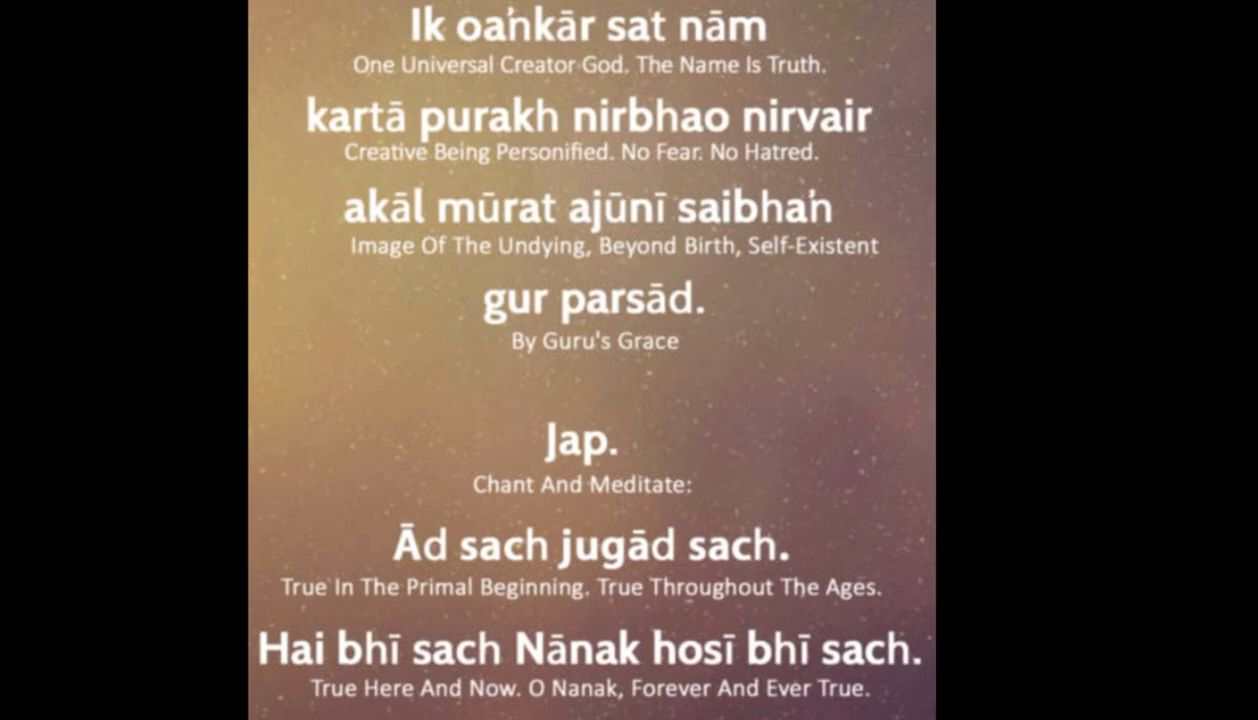 Ik oaʼnkār sat nām
One Universal Creator God. The Name Is Truth.
kartā purakh nirbhao nirvair
Creative Being Personified. No Fear. No Hatred.
akāl mūrat ajūnī saibhaʼn
Image Of The Undying, Beyond Birth, Self-Existent
gur parsād.
By Guru's Grace
Jap.
Chant And Meditate:
Ād sach jugād sach.
True In The Primal Beginning. True Throughout The Ages.
Hai bhī sach Nānak hosī bhī sach.
True Here And Now. O Nanak, Forever And Ever True.